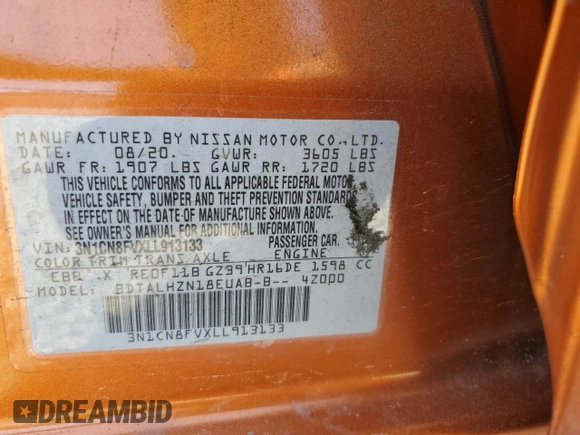 MANUFACTURED BY NISSAN MOTOR CO.,LTD.
DATE: 08/20. GVWR: 3605 LBS
GAWR FR: 1907 LBS GAWR RR: 1720 LBS
THIS VEHICLE CONFORMS TO ALL APPLICABLE FEDERAL MOTOR
VEHICLE SAFETY, BUMPER AND THEFT PREVENTION STANDARDS
IN EFFECT ON THE DATE OF MANUFACTURE SHOWN ABOVE.
SEE OWNER'S MANUAL FOR ADDITIONAL INFORMATION.
VIN: 3N1CN8FVXLL913133 PASSENGER CAR.
COLOR TRIM TRANS AXLE ENGINE
EBB .X RE0F11B GZ39 HR16DE 1598 CC
MODEL: BDTALHZN18EUAB-B-- 4Z000
3N1CN8FVXLL913133
DREAMBID